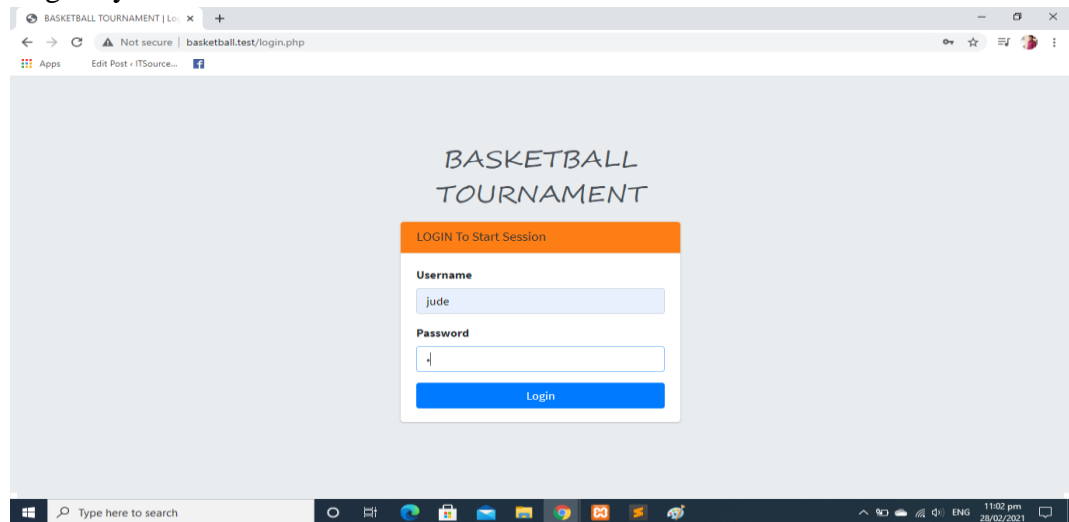 BASKETBALL TOURNAMENT | Lo
Not secure | basketball.test/login.php
Apps Edit Post ‹ ITSource...
BASKETBALL
TOURNAMENT
LOGIN To Start Session
Username
jude
Password
Login
Type here to search
ENG
11:02 pm
28/02/2021